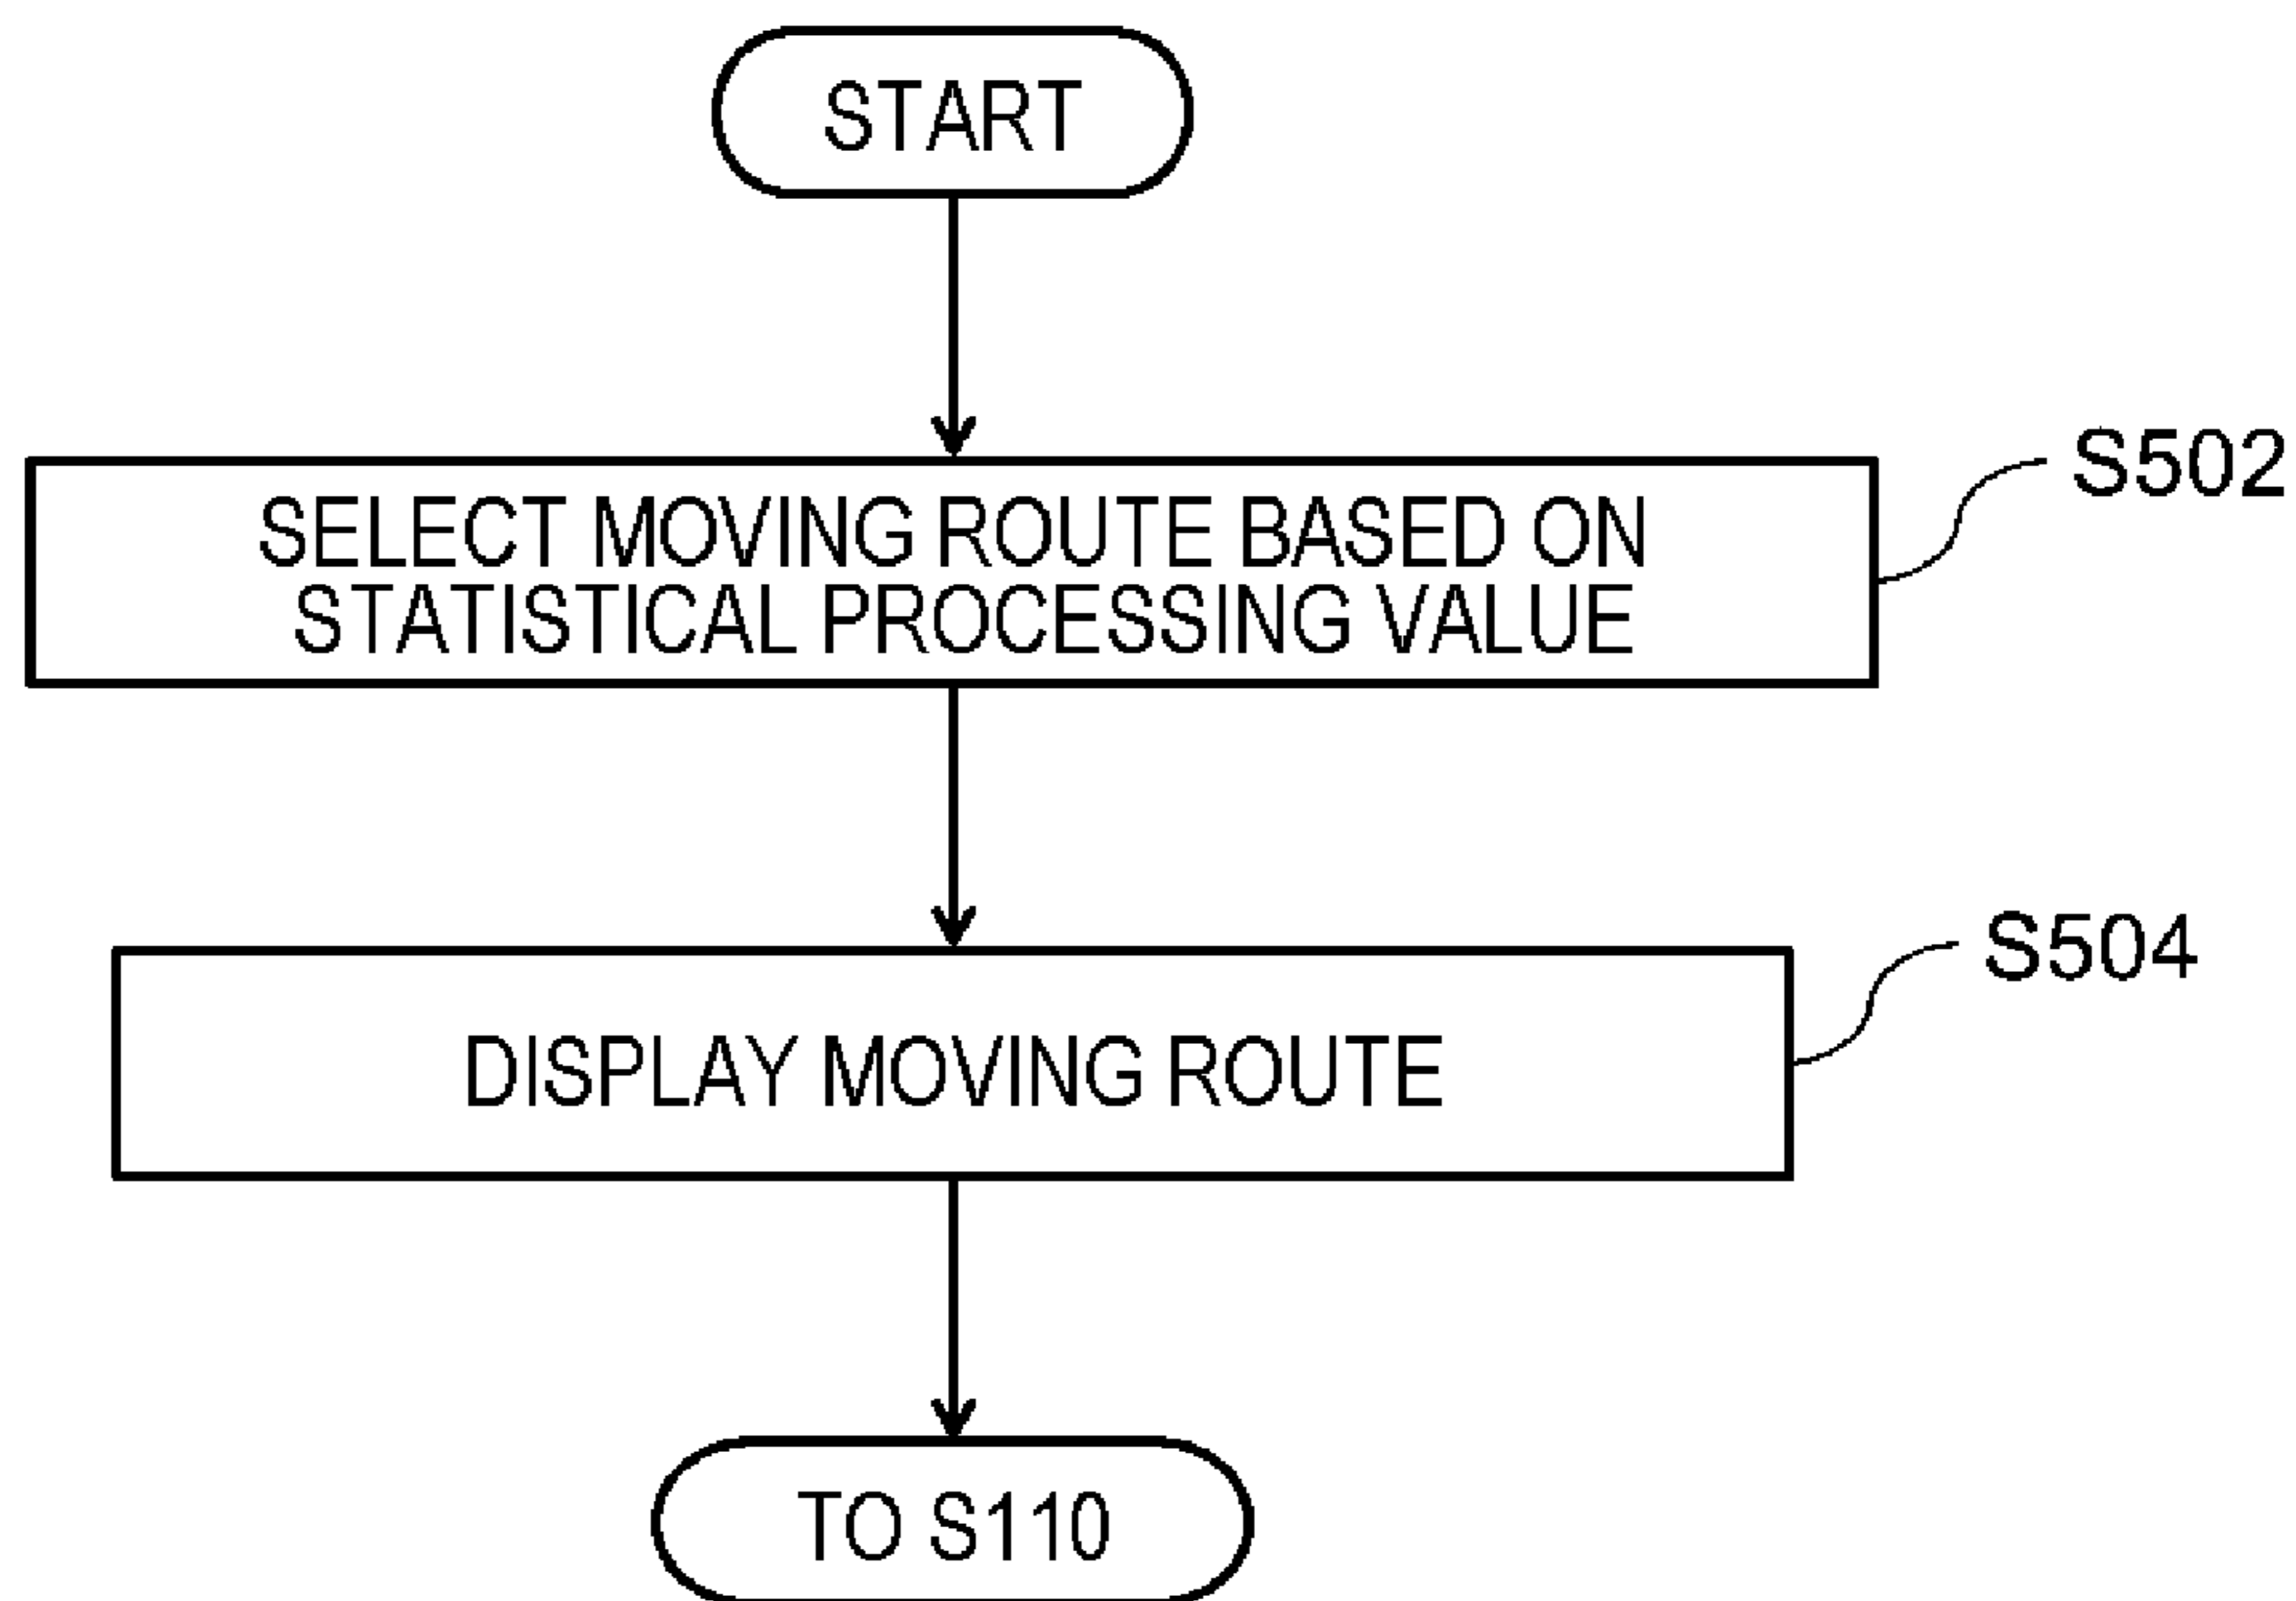 START
S502
SELECT MOVING ROUTE BASED ON
STATISTICAL PROCESSING VALUE
S504
DISPLAY MOVING ROUTE
TO S110